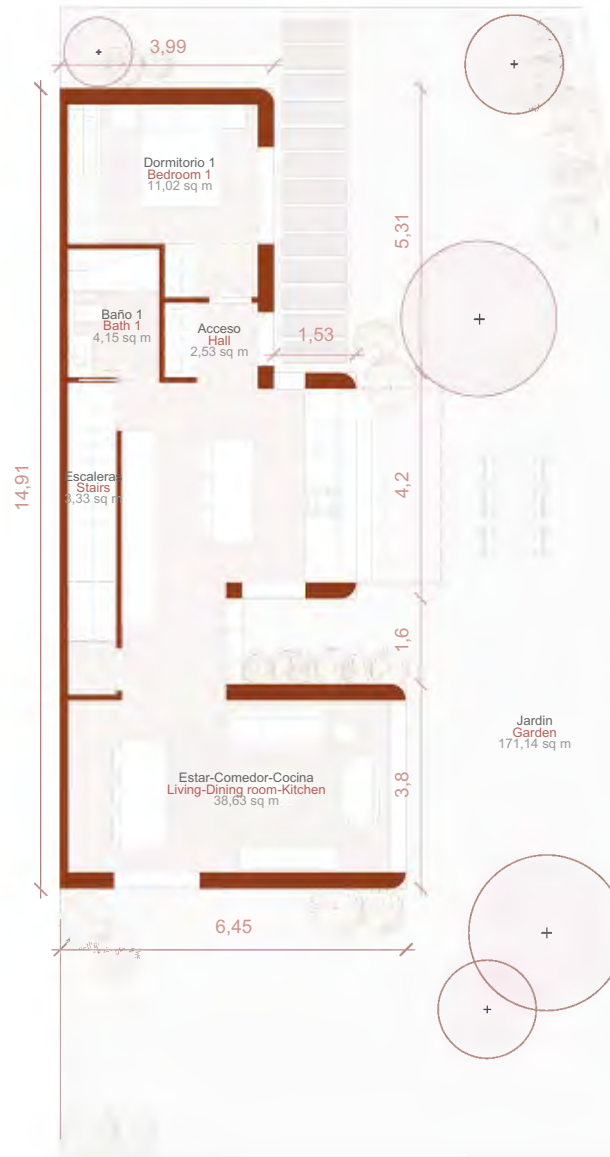 3,99
Dormitorio 1
Bedroom 1
11,02 sq m
5,31
Baño 1
Bath 1
4,15 sq m
Acceso
Hall
2,53 sq m
1,53
14,91
Escaleras
Stairs
3,33 sq m
4,2
1,6
Jardin
Garden
171,14 sq m
Estar-Comedor-Cocina
Living-Dining room-Kitchen
38,63 sq m
3,8
6,45